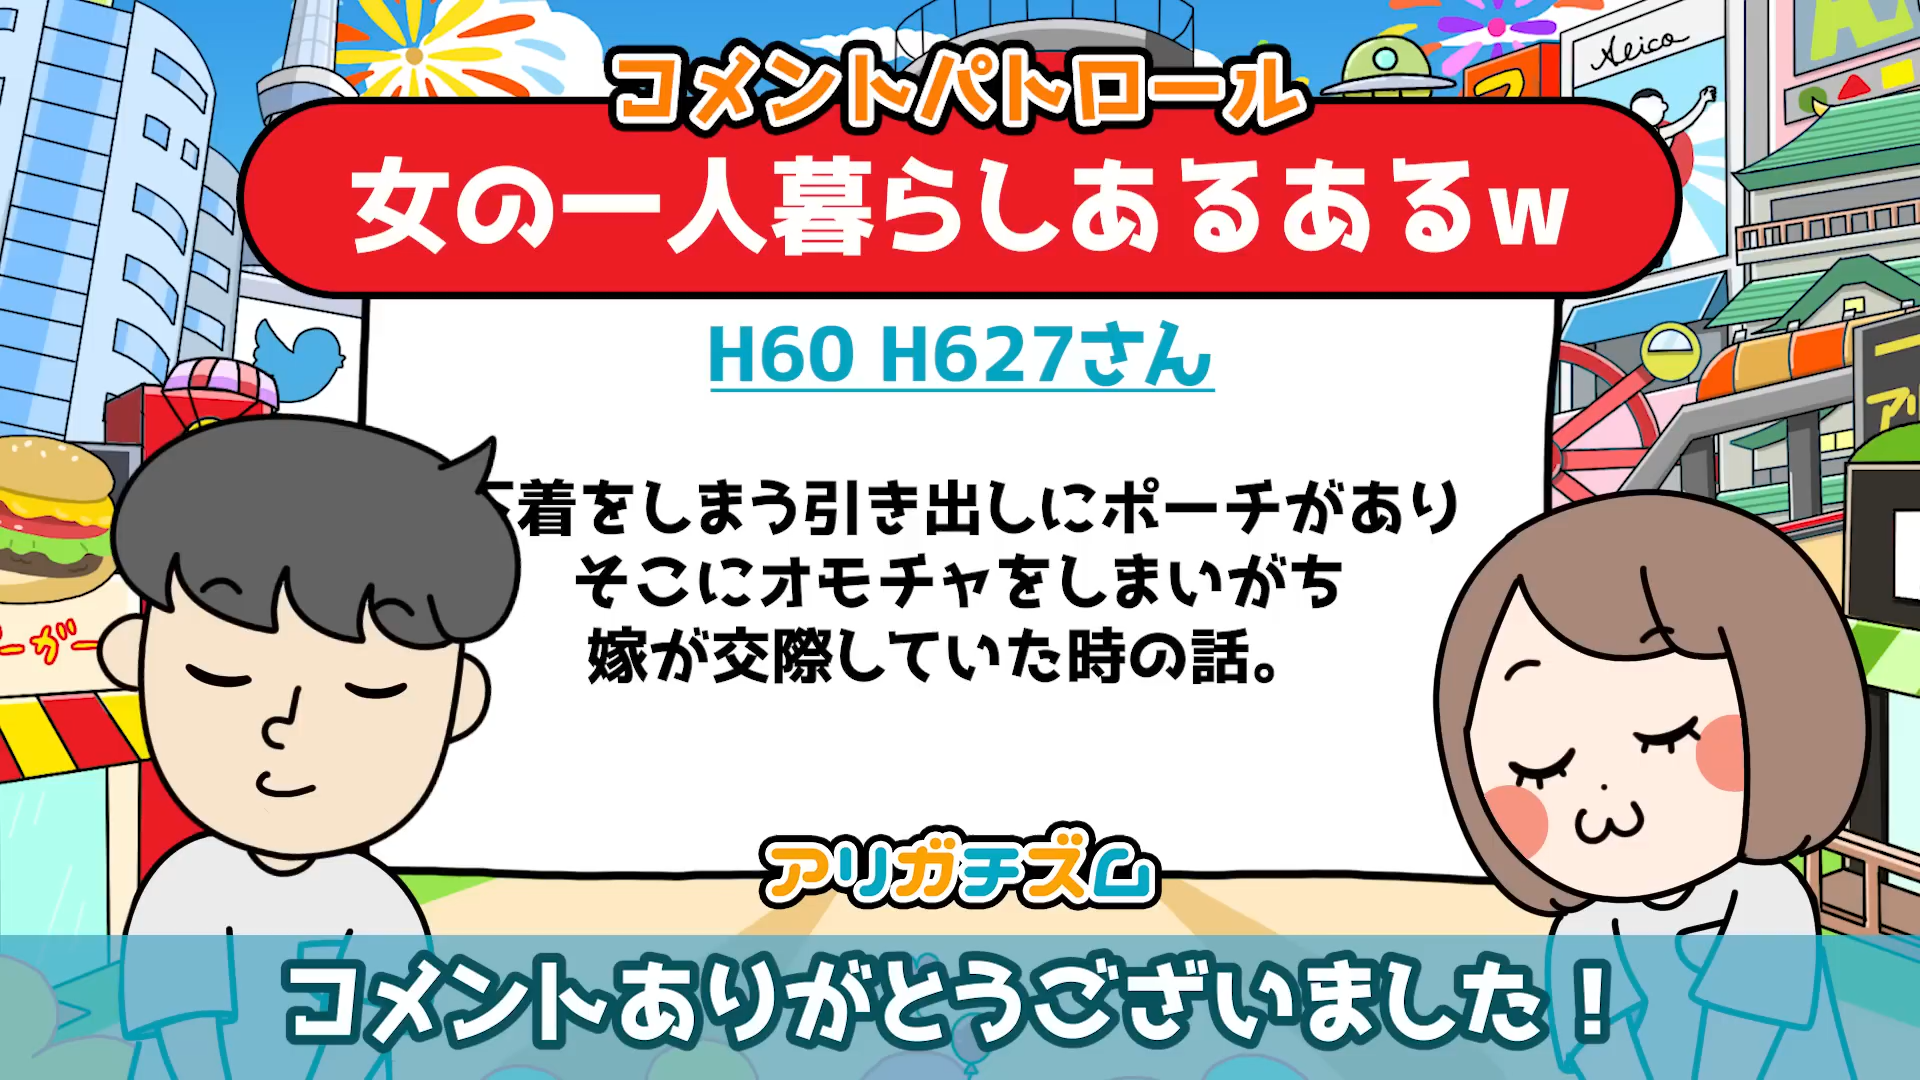 コメントパトロール
Aeica
女の一人暮らしあるあるw
H60 H627さん
着をしまう引き出しにポーチがあり
そこにオモチャをしまいがち
嫁が交際していた時の話。
ーガー
アリガチズム
コメントありがとうございました！